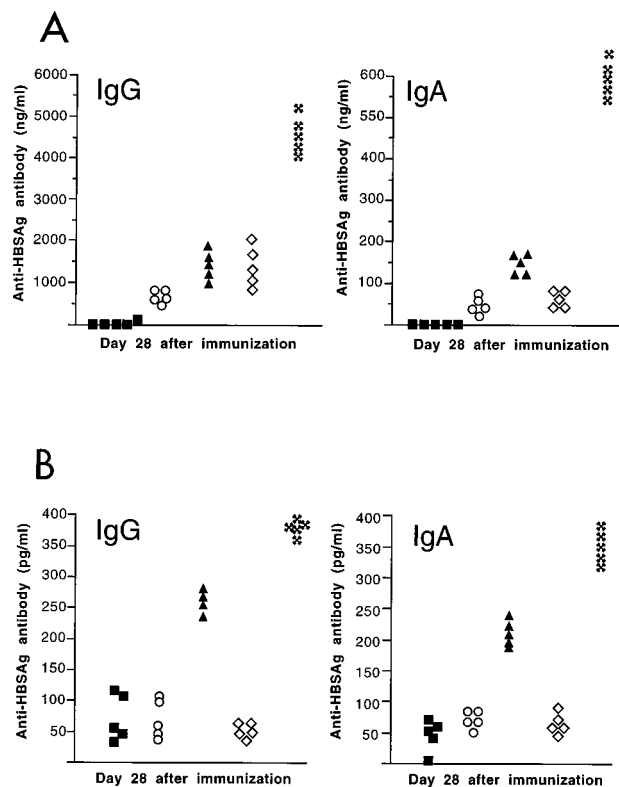 A
IgG
Anti-HBSAg antibody (ng/ml)
6000
5000
4000
3000
2000
1000
Day 28 after immunization
IgA
Anti-HBSAg antibody (ng/ml)
600
550
400
200
100
Day 28 after immunization
B
IgG
Anti-HBSAg antibody (pg/ml)
400
350
300
250
200
150
100
50
Day 28 after immunization
IgA
Anti-HBSAg antibody (pg/ml)
400
350
300
250
200
150
100
50
Day 28 after immunization